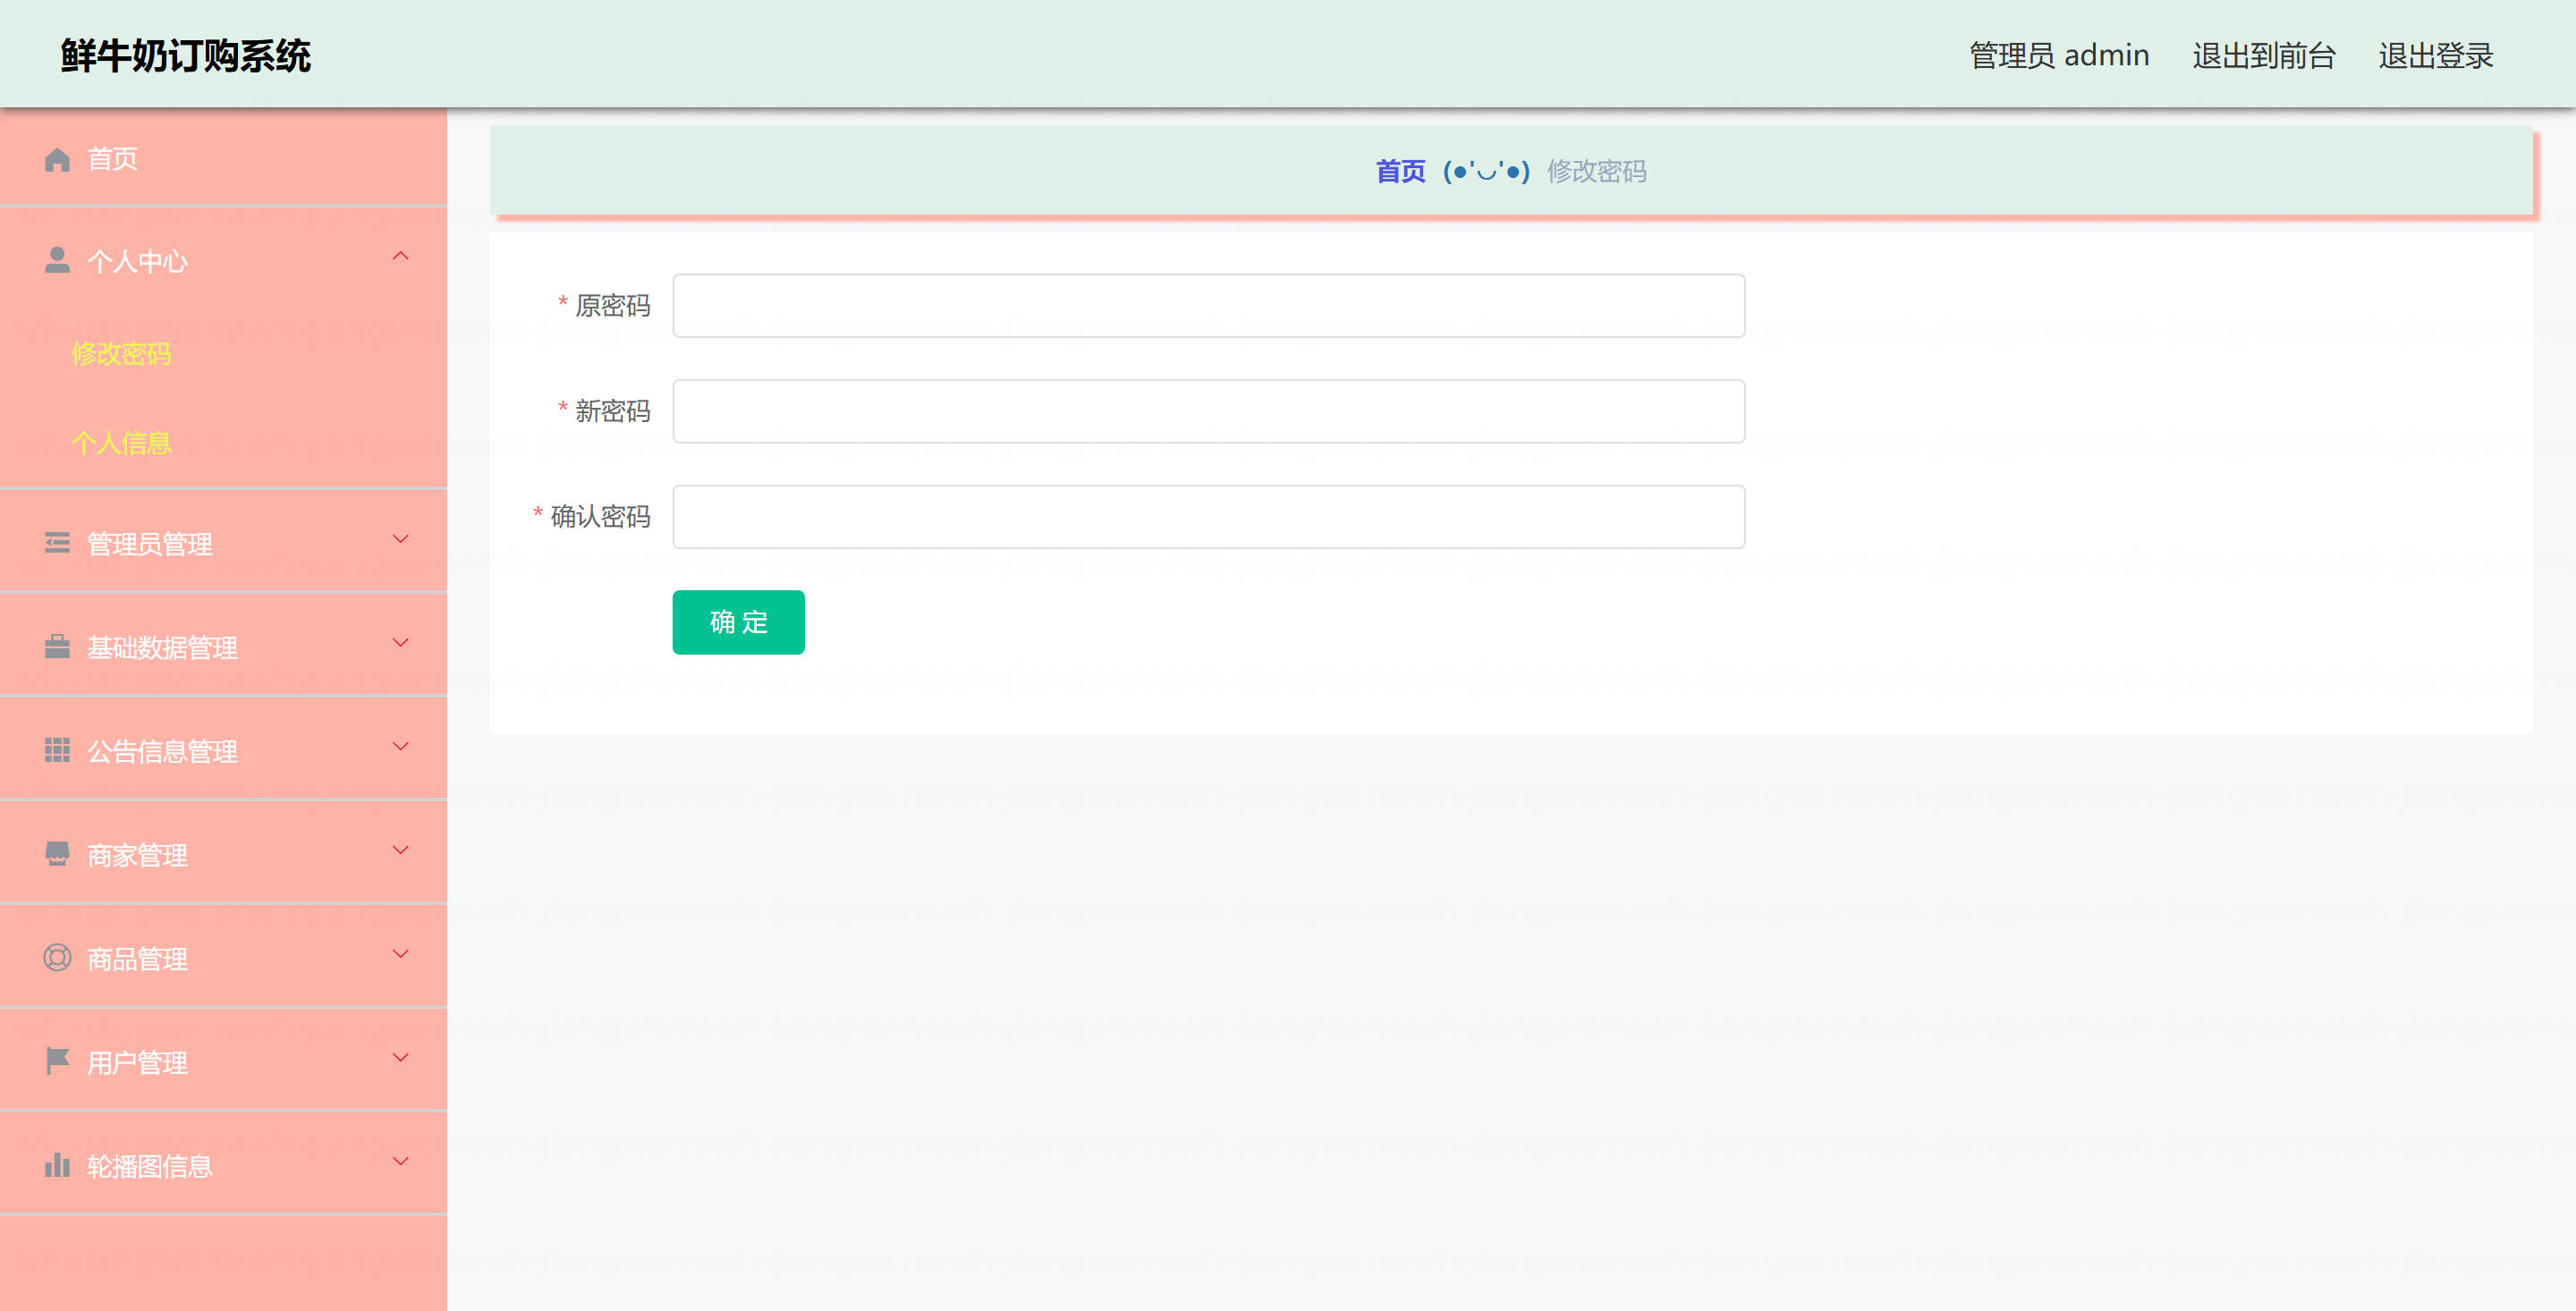 鲜牛奶订购系统
管理员 admin 退出到前台 退出登录
首页
个人中心
修改密码
个人信息
管理员管理
基础数据管理
公告信息管理
商家管理
商品管理
用户管理
轮播图信息
首页 (●'◡'●) 修改密码
* 原密码
* 新密码
* 确认密码
确 定